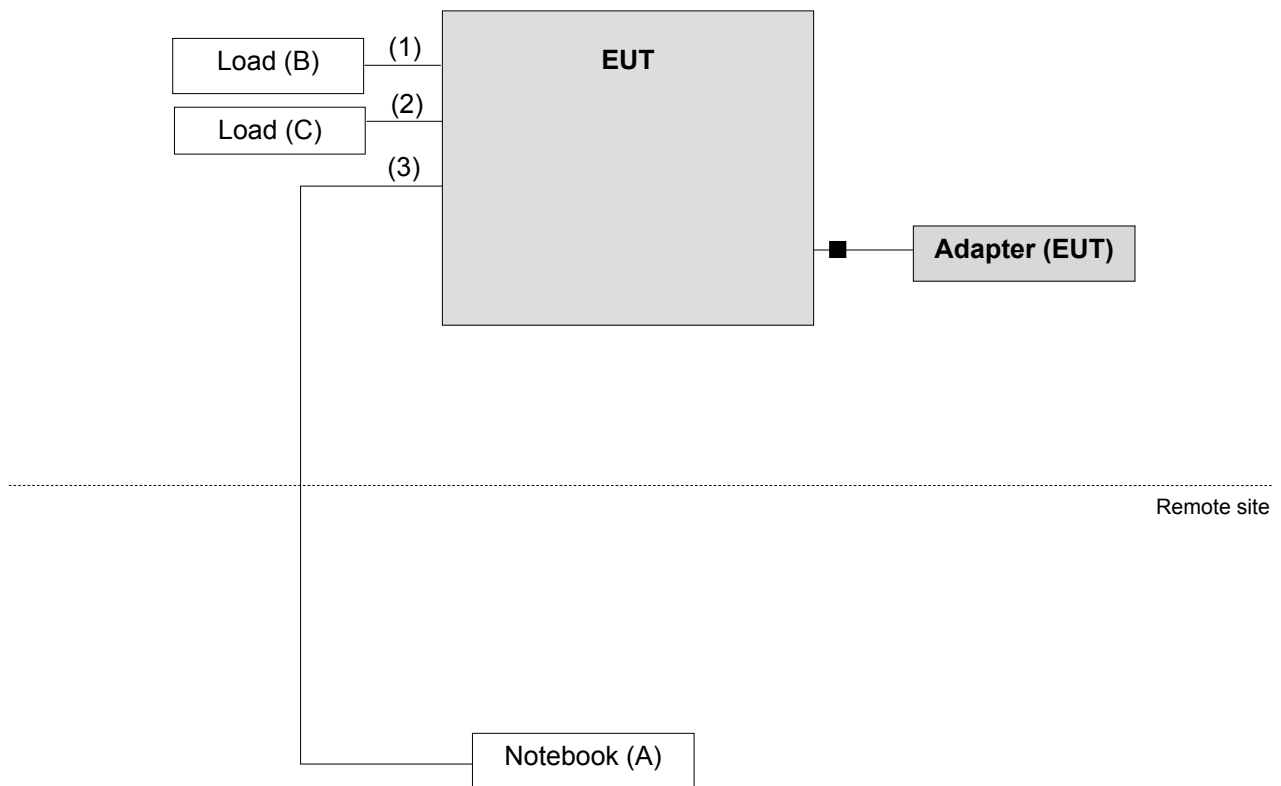 (1)
Load (B)
EUT
(2)
Load (C)
(3)
Adapter (EUT)
Remote site
Notebook (A)